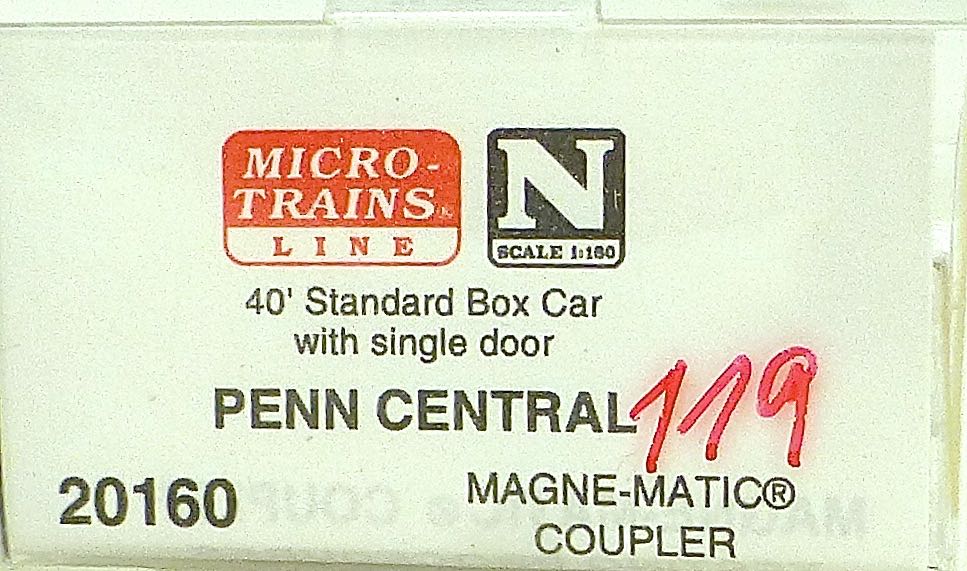 MICRO-
TRAINS
LINE
N
SCALE 1:160
40' Standard Box Car
with single door
PENN CENTRAL 119
20160
MAGNE-MATIC®
COUPLER